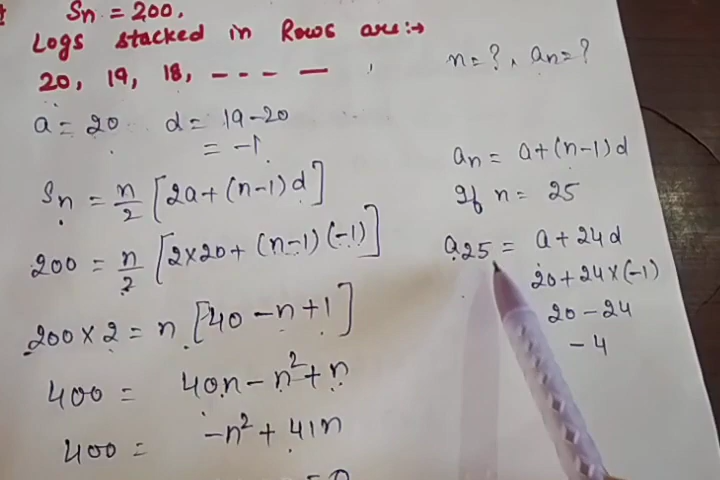 Sn = 200,
Logs stacked in Rows are:→
20, 19, 18, - - - —
n = ? , an = ?
a = 20 d = 19-20
= -1
Sn = n/2 [2a + (n-1) d]
200 = n/2 [2×20 + (n-1) (-1)]
200 × 2 = n [40 - n + 1]
400 = 40n - n² + n
400 = -n² + 41n
= 0
an = a + (n-1) d
If n = 25
a25 = a + 24d
20 + 24 × (-1)
20 - 24
- 4